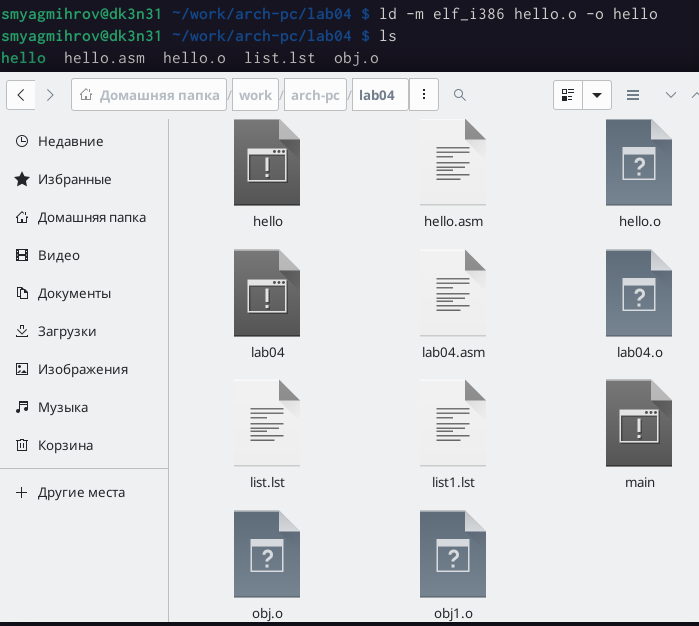 smyagmihrov@dk3n31 ~/work/arch-pc/lab04 $ ld -m elf_i386 hello.o -o hello
smyagmihrov@dk3n31 ~/work/arch-pc/lab04 $ ls
hello hello.asm hello.o list.lst obj.o
Домашняя папка / work / arch-pc / lab04
Недавние
Избранные
Домашняя папка
Видео
Документы
Загрузки
Изображения
Музыка
Корзина
Другие места
hello hello.asm hello.o
lab04 lab04.asm lab04.o
list.lst list1.lst main
obj.o obj1.o